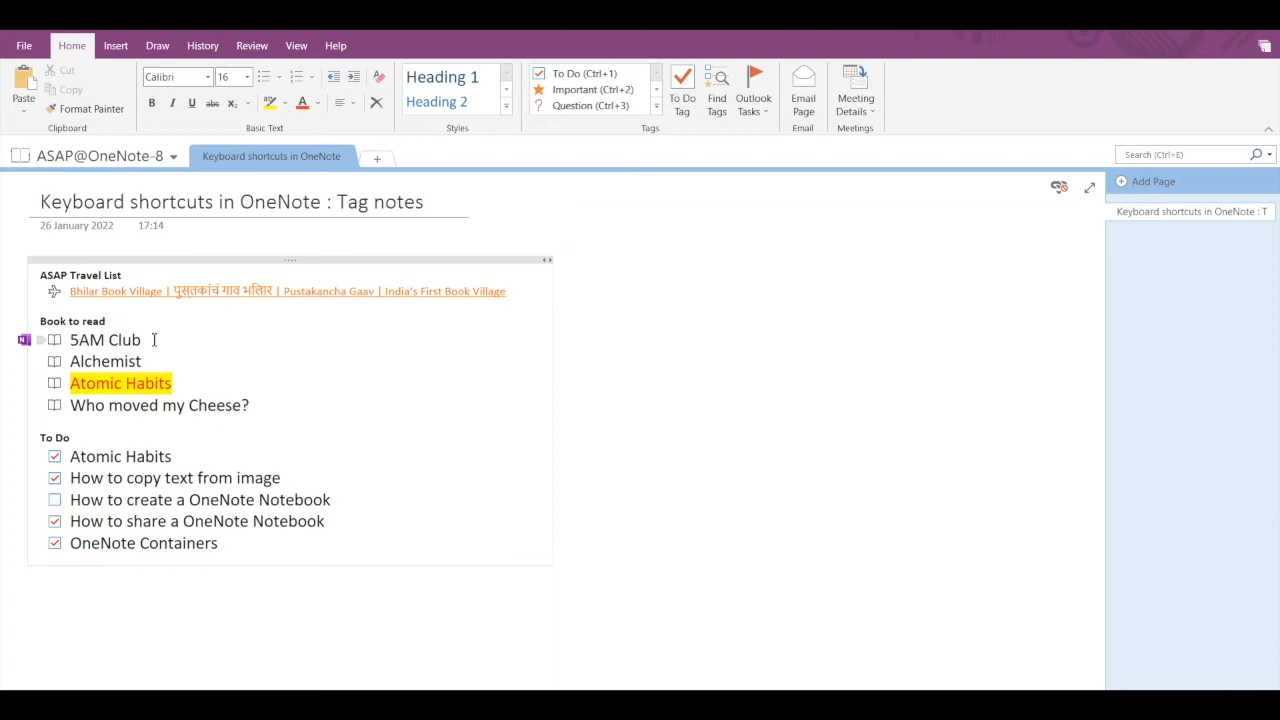 File Home Insert Draw History Review View Help
Paste Cut Copy Format Painter Clipboard
Calibri 16 B I U abc X₂ A Basic Text
Heading 1 Heading 2 Styles
To Do (Ctrl+1)
Important (Ctrl+2)
Question (Ctrl+3)
To Do Tag Find Tags Outlook Tasks Tags
Email Page Email Meeting Details Meetings
ASAP@OneNote-8 Keyboard shortcuts in OneNote + Search (Ctrl+E)
Add Page
Keyboard shortcuts in OneNote : T
Keyboard shortcuts in OneNote : Tag notes
26 January 2022 17:14
ASAP Travel List
Bhilar Book Village | पुस्तकांचं गाव भिलार | Pustakancha Gaav | India's First Book Village
Book to read
N 5AM Club
Alchemist
Atomic Habits
Who moved my Cheese?
To Do
Atomic Habits
How to copy text from image
How to create a OneNote Notebook
How to share a OneNote Notebook
OneNote Containers